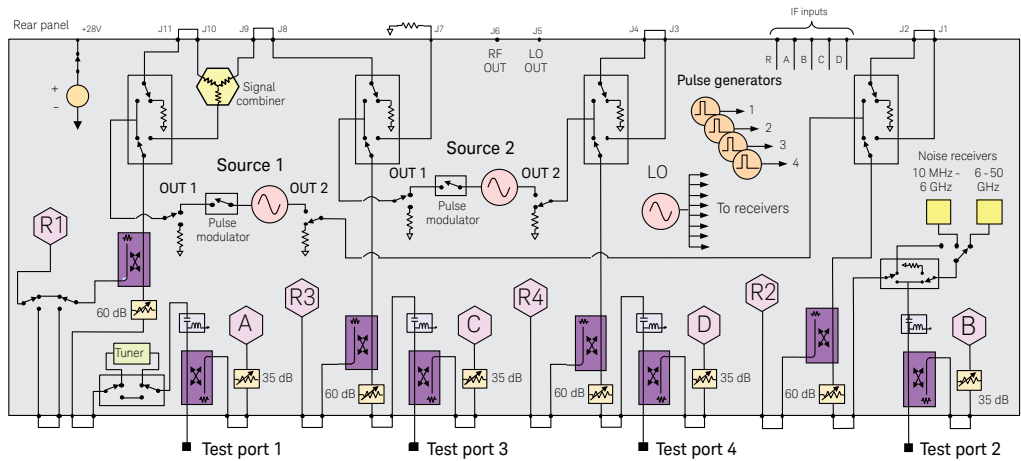 Rear panel
+28V
J11
J10
J9
J8
J7
J6
J5
J4
J3
J2
J1
RF
OUT
LO
OUT
IF inputs
R
A
B
C
D
+
-
Signal
combiner
Pulse generators
1
2
3
4
Source 1
OUT 1
OUT 2
Pulse
modulator
Source 2
OUT 1
OUT 2
Pulse
modulator
LO
To receivers
Noise receivers
10 MHz -
6 GHz
6 - 50
GHz
R1
R3
R4
R2
60 dB
60 dB
60 dB
60 dB
Tuner
A
C
D
B
35 dB
35 dB
35 dB
35 dB
Test port 1
Test port 3
Test port 4
Test port 2